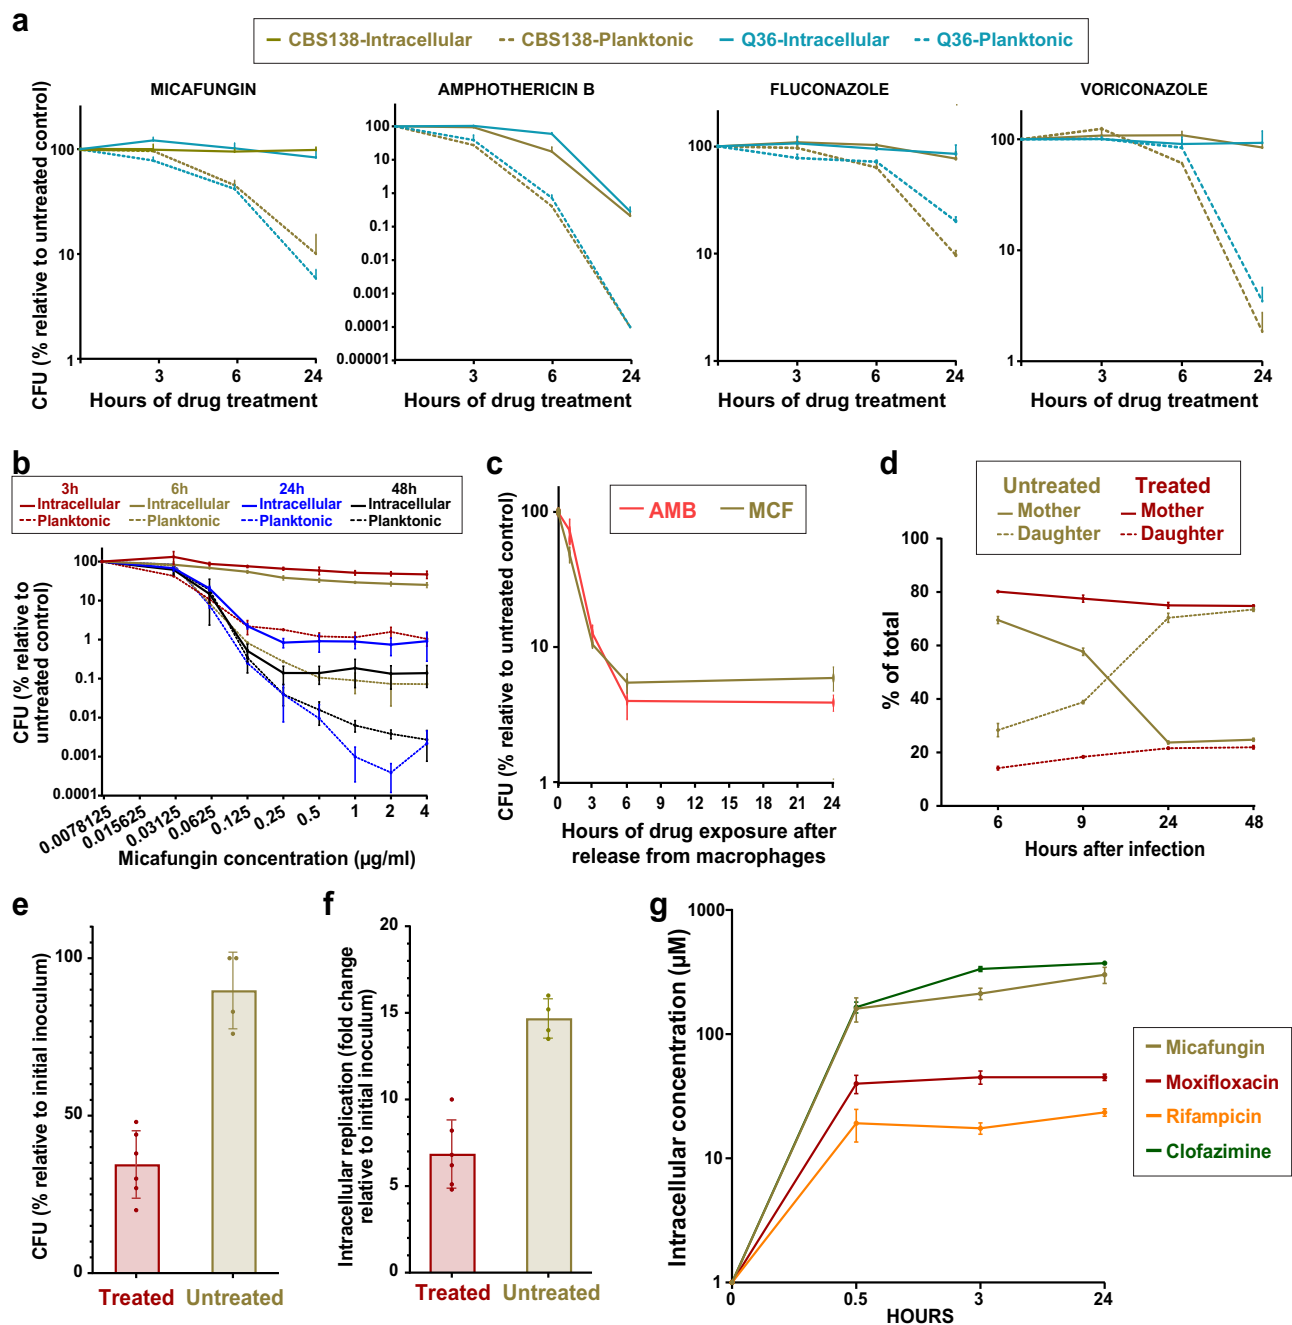 a
CBS138-Intracellular CBS138-Planktonic Q36-Intracellular Q36-Planktonic
MICAFUNGIN
AMPHOTHERICIN B
FLUCONAZOLE
VORICONAZOLE
CFU (% relative to untreated control)
100
10
1
3 6 24
Hours of drug treatment
100
10
1
0.1
0.01
0.001
0.0001
0.00001
3 6 24
Hours of drug treatment
100
10
1
3 6 24
Hours of drug treatment
100
10
1
3 6 24
Hours of drug treatment
b
3h 6h 24h 48h
Intracellular Intracellular Intracellular Intracellular
Planktonic Planktonic Planktonic Planktonic
CFU (% relative to
untreated control)
100
10
1
0.1
0.01
0.001
0.0001
0.0078125 0.015625 0.03125 0.0625 0.125 0.25 0.5 1 2 4
Micafungin concentration (µg/ml)
c
AMB MCF
CFU (% relative to untreated control)
100
10
1
0 3 6 9 12 15 18 21 24
Hours of drug exposure after
release from macrophages
d
Untreated Treated
Mother Mother
Daughter Daughter
% of total
100
80
60
40
20
0
6 9 24 48
Hours after infection
e
CFU (% relative to initial inoculum)
100
50
0
Treated Untreated
f
Intracellular replication (fold change
relative to initial inoculum)
20
15
10
5
0
Treated Untreated
g
Intracellular concentration (µM)
1000
100
10
1
0 0.5 3 24
HOURS
Micafungin
Moxifloxacin
Rifampicin
Clofazimine